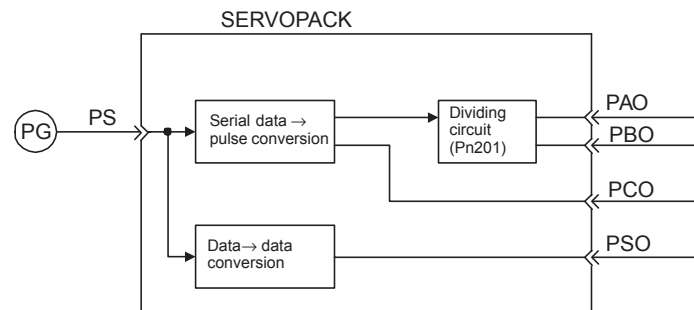 SERVOPACK
PG
PS
Serial data →
pulse conversion
Dividing
circuit
(Pn201)
PAO
PBO
PCO
Data→ data
conversion
PSO